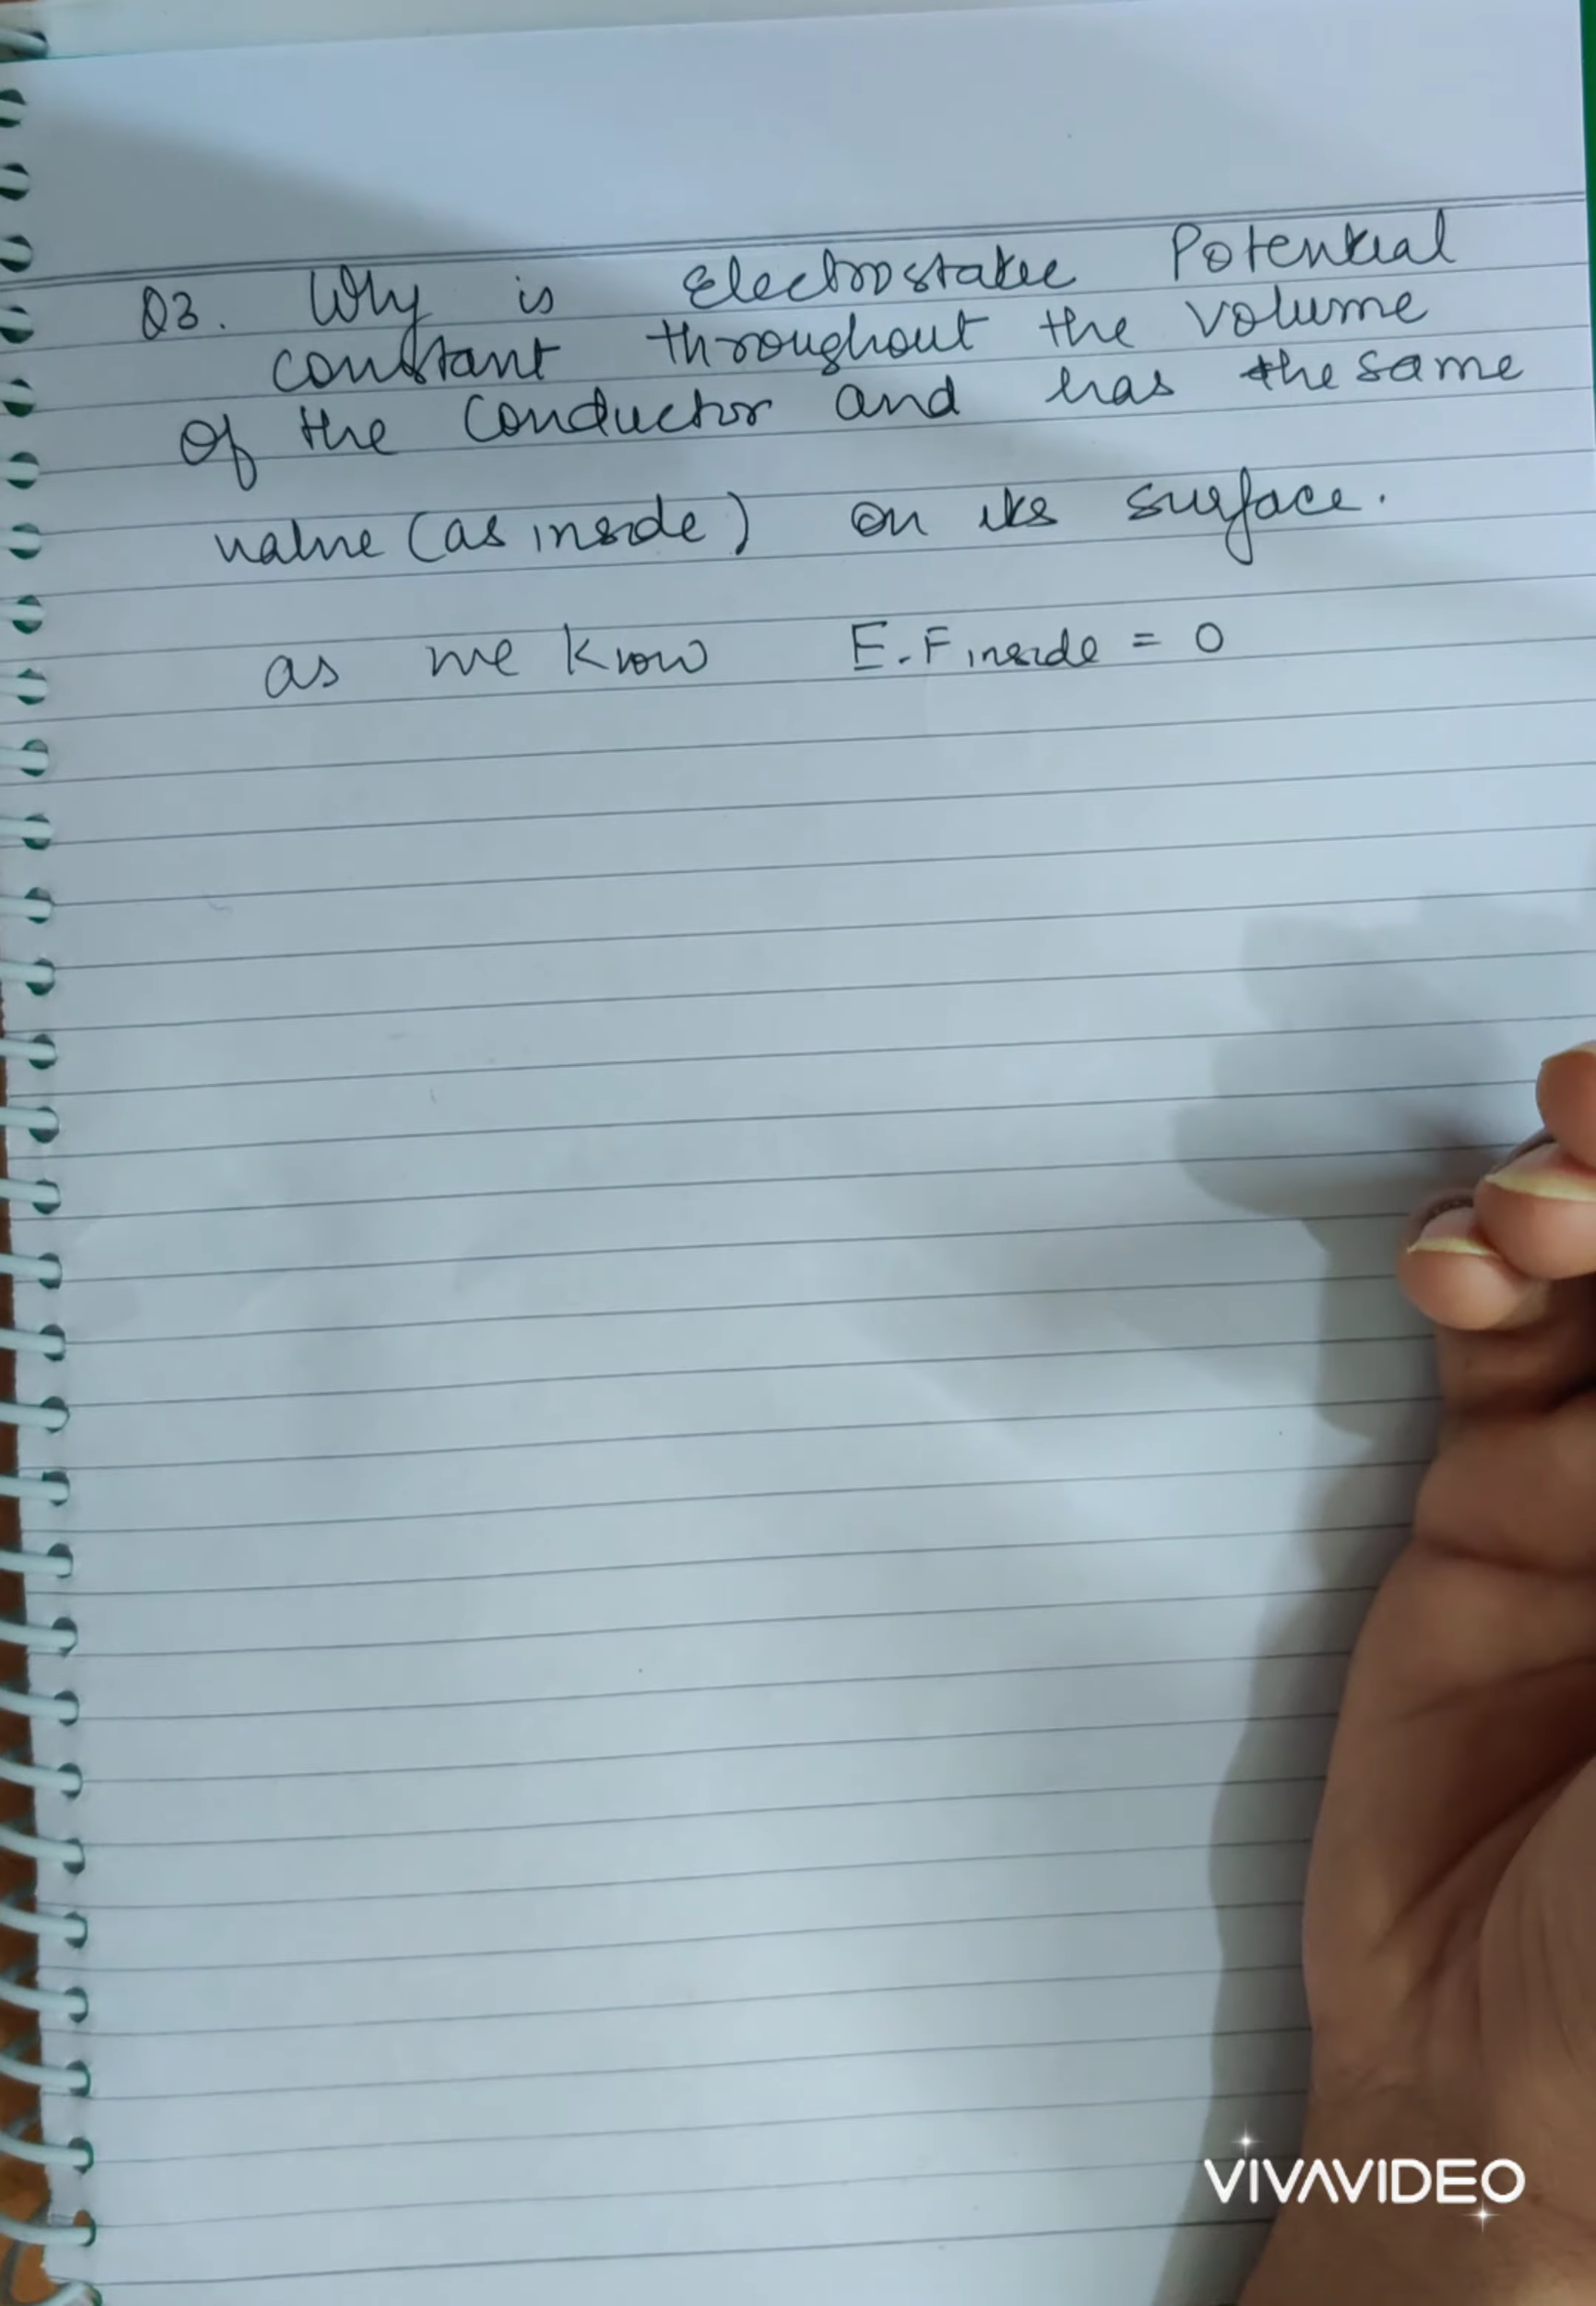 Q3. Why is Electrostatic Potential
constant throughout the volume
of the conductor and has the same
value (as inside) on its surface.
as we know E.F inside = 0
VIVAVIDEO